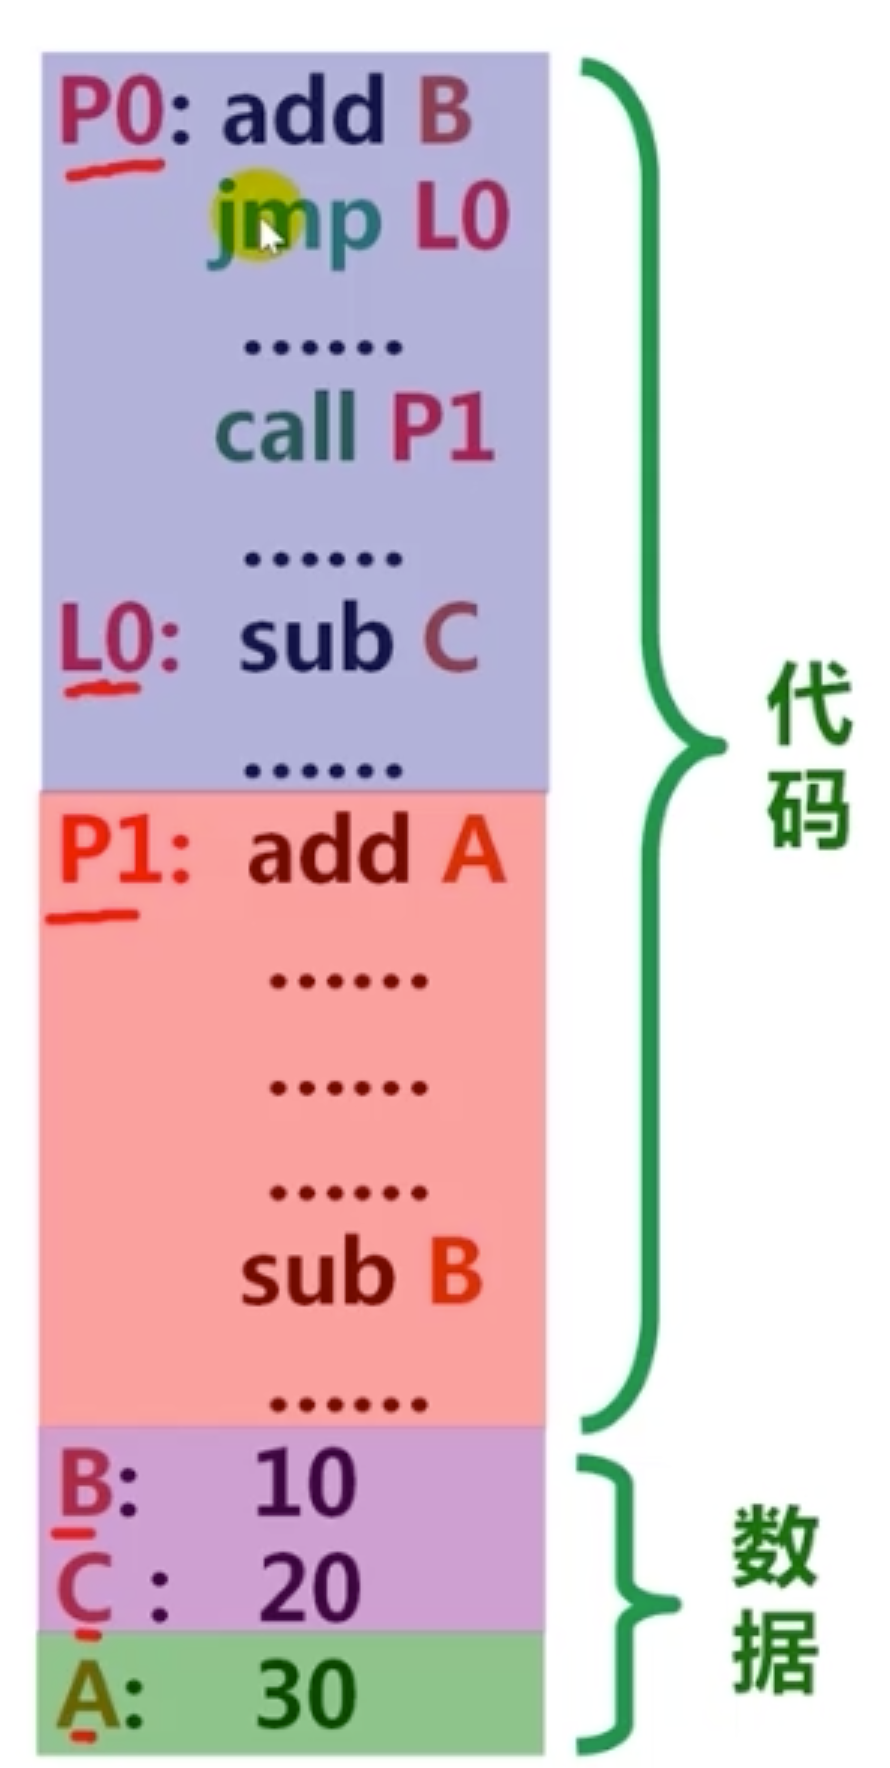 P0: add B
jmp L0
......
call P1
......
L0: sub C
......
P1: add A
......
......
......
sub B
......
代码
B: 10
C : 20
A: 30
数据